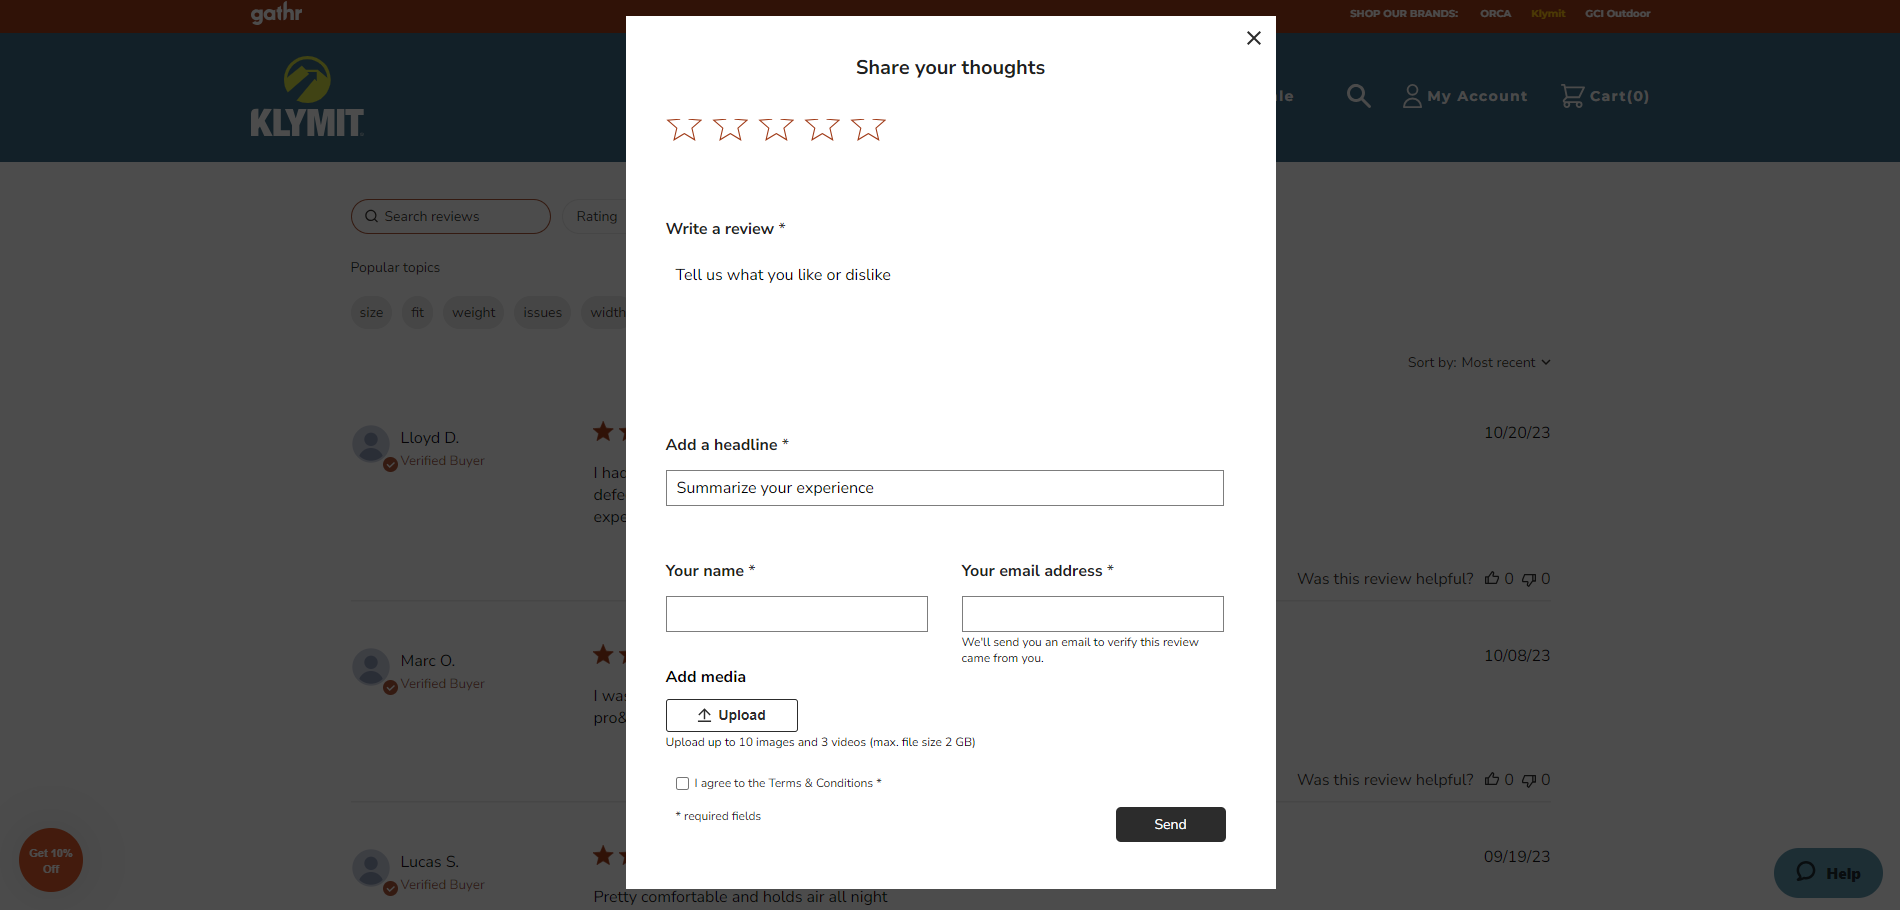 gathr
SHOP OUR BRANDS: ORCA Klymit GCI Outdoor
KLYMIT
My Account
Cart(0)
Share your thoughts
Search reviews
Rating
Popular topics
size fit weight issues width
Sort by: Most recent
Write a review *
Tell us what you like or dislike
Add a headline *
Summarize your experience
Your name *
Your email address *
We'll send you an email to verify this review
came from you.
Add media
Upload
Upload up to 10 images and 3 videos (max. file size 2 GB)
I agree to the Terms & Conditions *
* required fields
Send
Lloyd D.
Verified Buyer
10/20/23
I had
Was this review helpful? 0 0
Marc O.
Verified Buyer
10/08/23
I was
Was this review helpful? 0 0
Lucas S.
Verified Buyer
09/19/23
Pretty comfortable and holds air all night
Get 10%
Off
Help